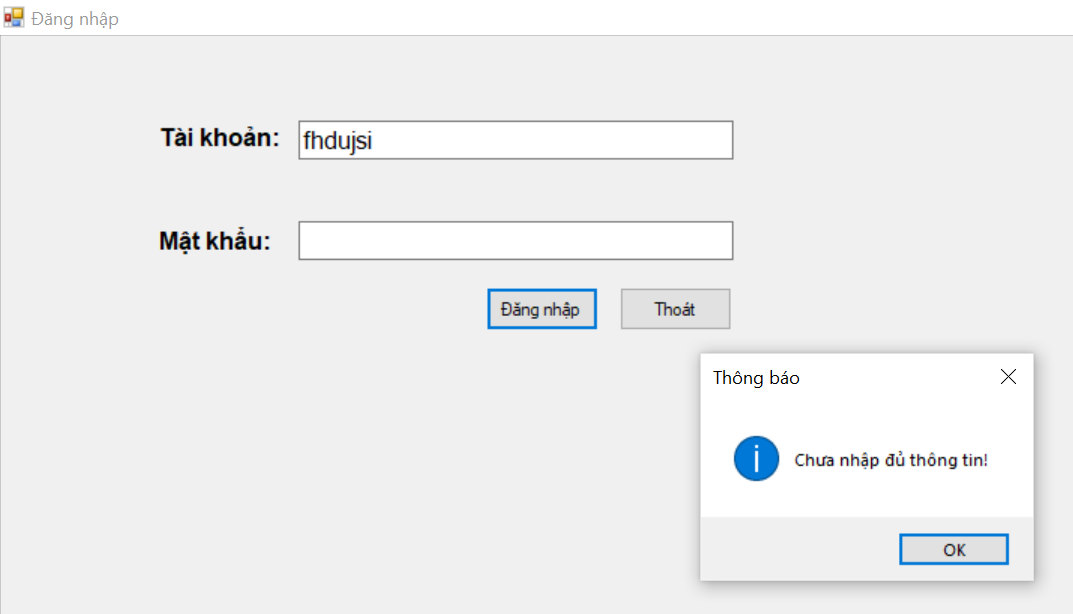 Đăng nhập
Tài khoản: fhdujsi
Mật khẩu:
Đăng nhập Thoát
Thông báo
Chưa nhập đủ thông tin!
OK